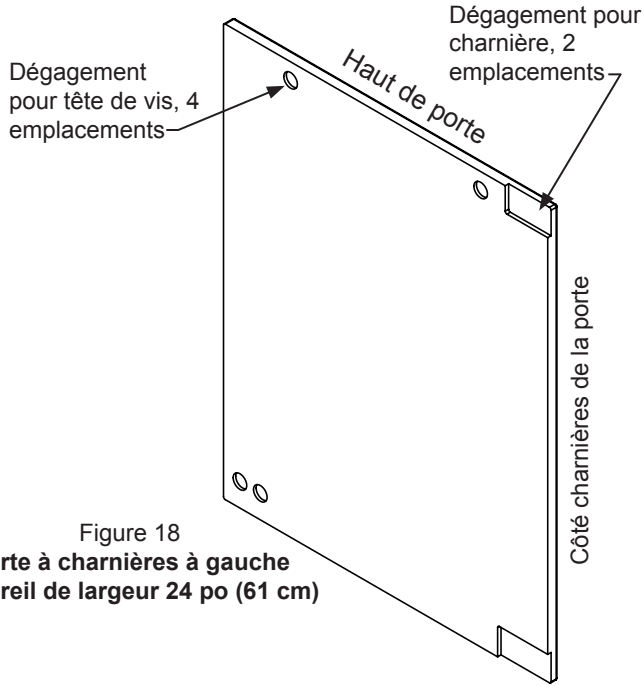 Dégagement pour
charnière, 2
emplacements
Dégagement
pour tête de vis, 4
emplacements
Haut de porte
Côté charnières de la porte
Figure 18
rte à charnières à gauche
reil de largeur 24 po (61 cm)